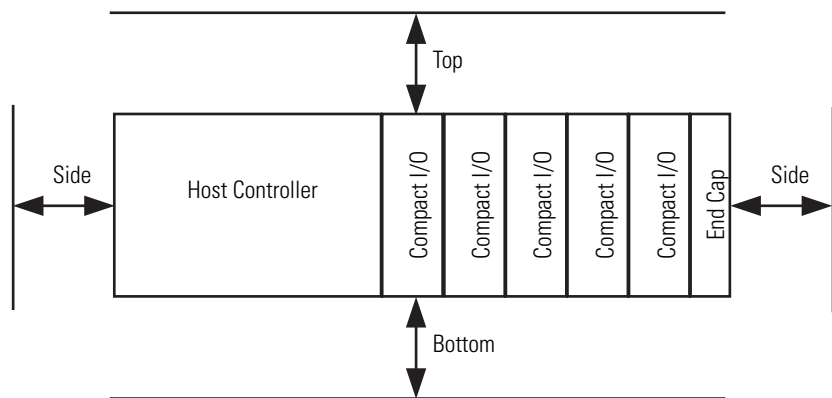 Top
Side
Host Controller
Compact I/O
Compact I/O
Compact I/O
Compact I/O
Compact I/O
End Cap
Side
Bottom